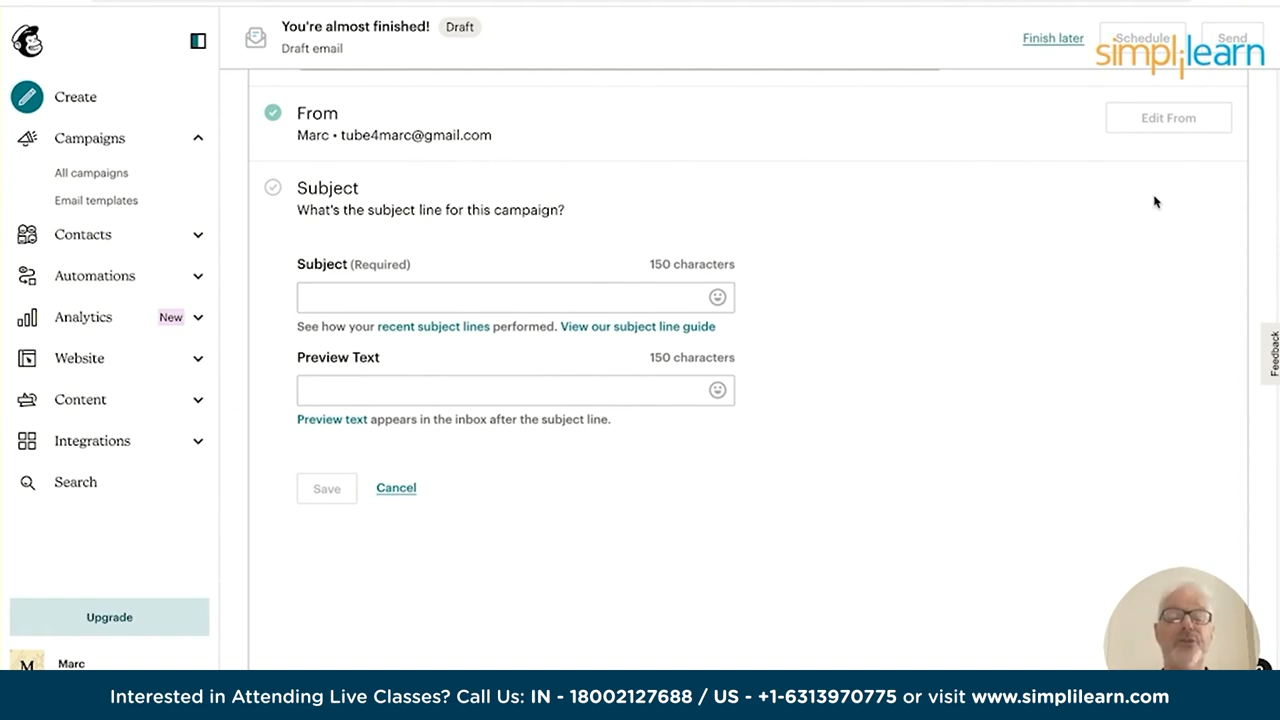 You're almost finished! Draft
Draft email
Finish later
Schedule
Send
simplilearn
Create
Campaigns
All campaigns
Email templates
Contacts
Automations
Analytics New
Website
Content
Integrations
Search
Upgrade
M Marc
From
Marc • tube4marc@gmail.com
Edit From
Subject
What's the subject line for this campaign?
Subject (Required) 150 characters
See how your recent subject lines performed. View our subject line guide
Preview Text 150 characters
Preview text appears in the inbox after the subject line.
Save Cancel
Feedback
Interested in Attending Live Classes? Call Us: IN - 18002127688 / US - +1-6313970775 or visit www.simplilearn.com